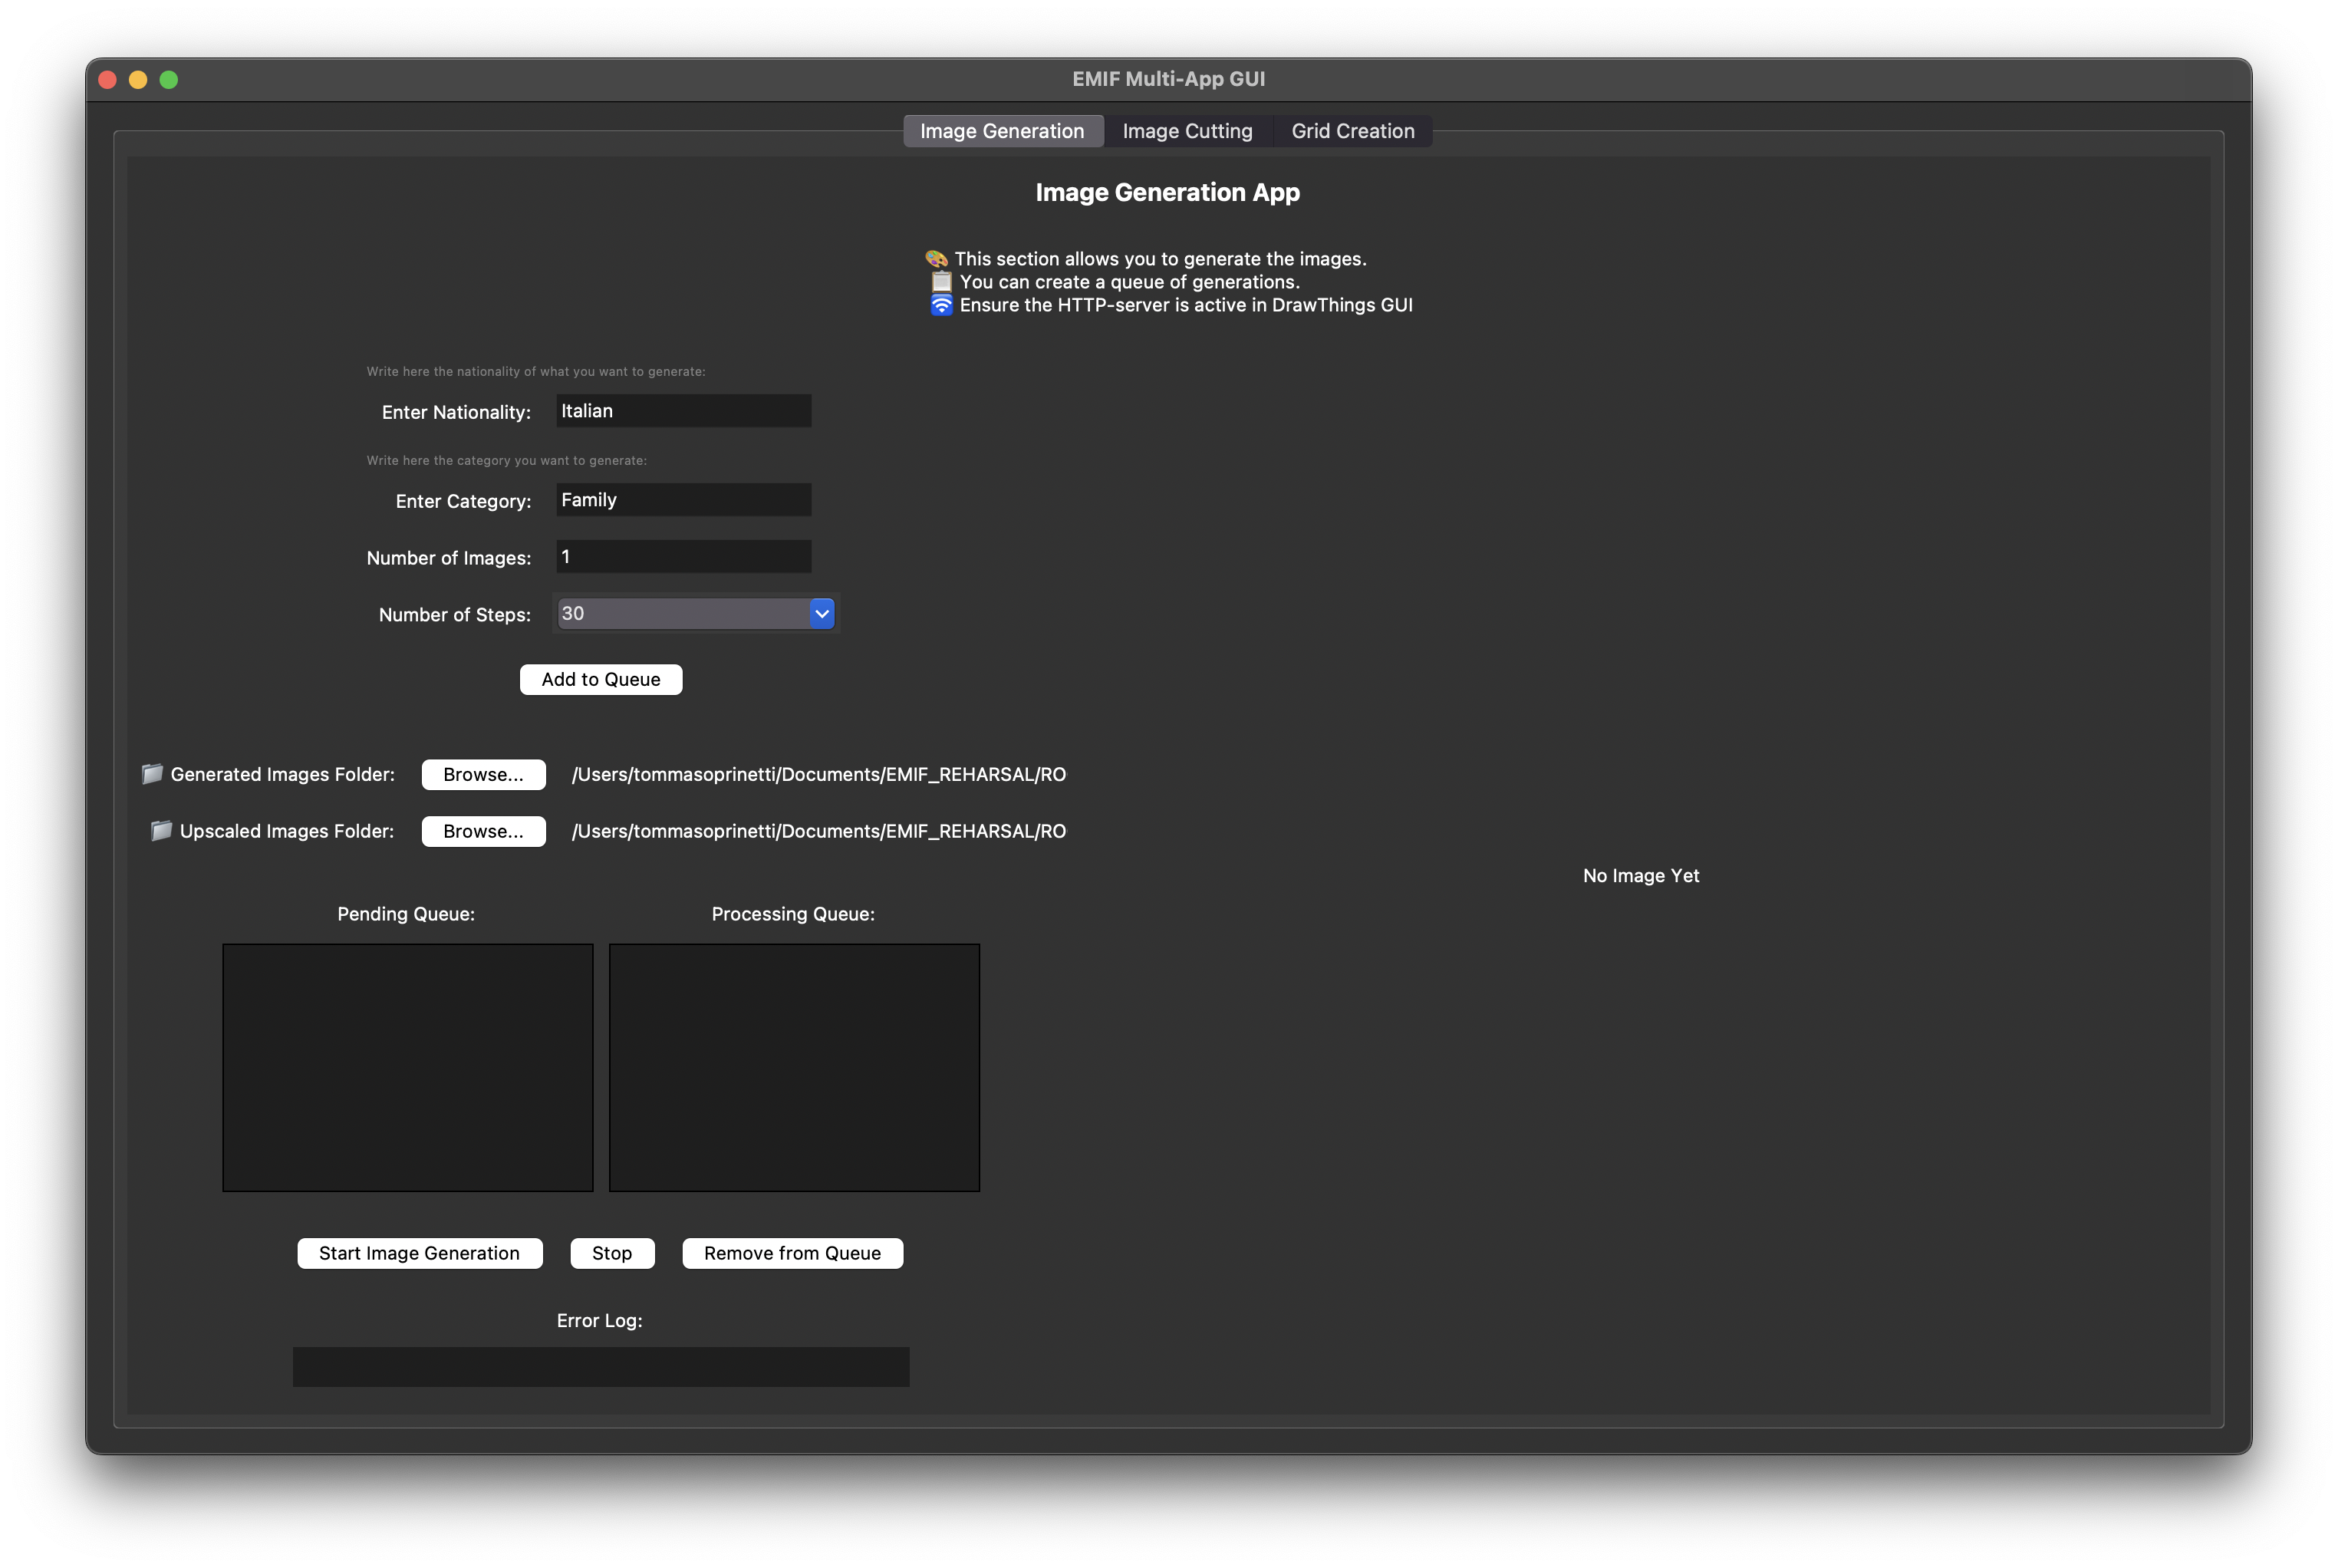 EMIF Multi-App GUI
Image Generation Image Cutting Grid Creation
Image Generation App
🎨 This section allows you to generate the images.
📋 You can create a queue of generations.
🛜 Ensure the HTTP-server is active in DrawThings GUI
Write here the nationality of what you want to generate:
Enter Nationality: Italian
Write here the category you want to generate:
Enter Category: Family
Number of Images: 1
Number of Steps: 30
Add to Queue
📁 Generated Images Folder: Browse... /Users/tommasoprinetti/Documents/EMIF_REHARSAL/RO
📁 Upscaled Images Folder: Browse... /Users/tommasoprinetti/Documents/EMIF_REHARSAL/RO
No Image Yet
Pending Queue: Processing Queue:
Start Image Generation Stop Remove from Queue
Error Log: